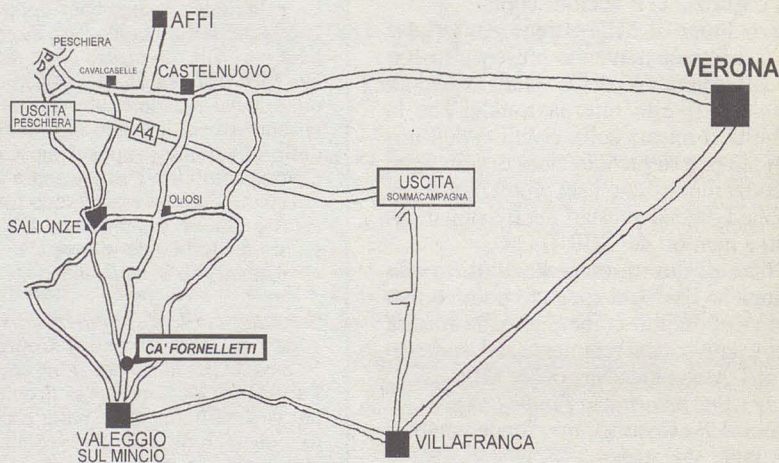 AFFI
PESCHIERA
CAVALCASELLE
CASTELNUOVO
VERONA
USCITA
PESCHIERA
A4
USCITA
SOMMACAMPAGNA
OLIOSI
SALIONZE
CA' FORNELLETTI
VALEGGIO
SUL MINCIO
VILLAFRANCA